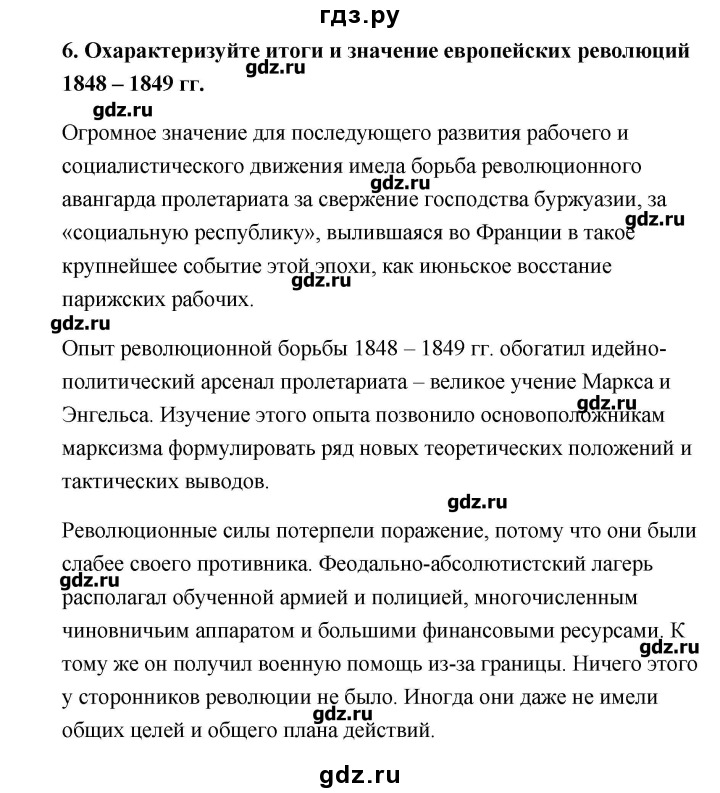 гдз.ру
6. Охарактеризуйте итоги и значение европейских революций
gdz.ru
1848 – 1849 гг.
gdz.ru
Огромное значение для последующего развития рабочего и
социалистического движения имела борьба революционного
gdz.ru
авангарда пролетариата за свержение господства буржуазии, за
gdz.ru
«социальную республику», вылившаяся во Франции в такое
крупнейшее событие этой эпохи, как июньское восстание
gdz.ru
парижских рабочих.
gdz.ru
Опыт революционной борьбы 1848 – 1849 гг. обогатил идейно-
политический арсенал пролетариата – великое учение Маркса и
gdz.ru
Энгельса. Изучение этого опыта позволило основоположникам
марксизма формулировать ряд новых теоретических положений и
тактических выводов.
gdz.ru
Революционные силы потерпели поражение, потому что они были
слабее своего противника. Феодально-абсолютистский лагерь
gdz.ru
располагал обученной армией и полицией, многочисленным
чиновничьим аппаратом и большими финансовыми ресурсами. К
gdz.ru
тому же он получил военную помощь из-за границы. Ничего этого
у сторонников революции не было. Иногда они даже не имели
gdz.ru
общих целей и общего плана действий.
gdz.ru